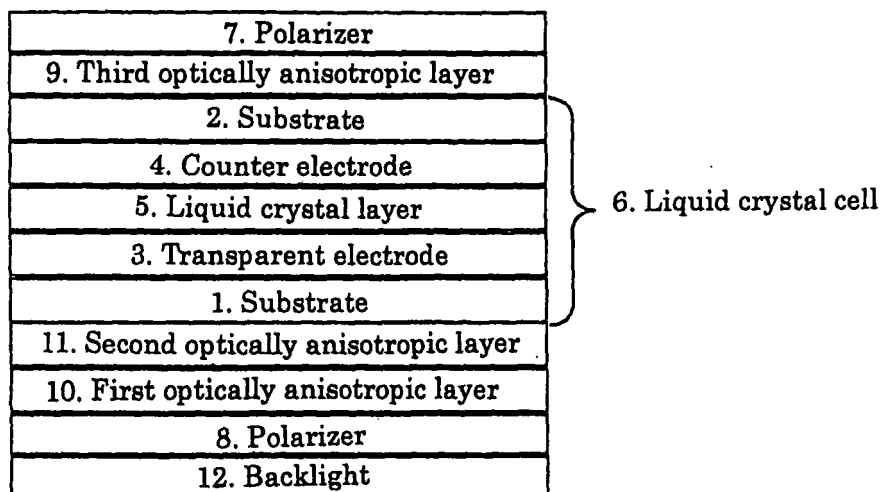 7. Polarizer
9. Third optically anisotropic layer
2. Substrate
4. Counter electrode
5. Liquid crystal layer
6. Liquid crystal cell
3. Transparent electrode
1. Substrate
11. Second optically anisotropic layer
10. First optically anisotropic layer
8. Polarizer
12. Backlight